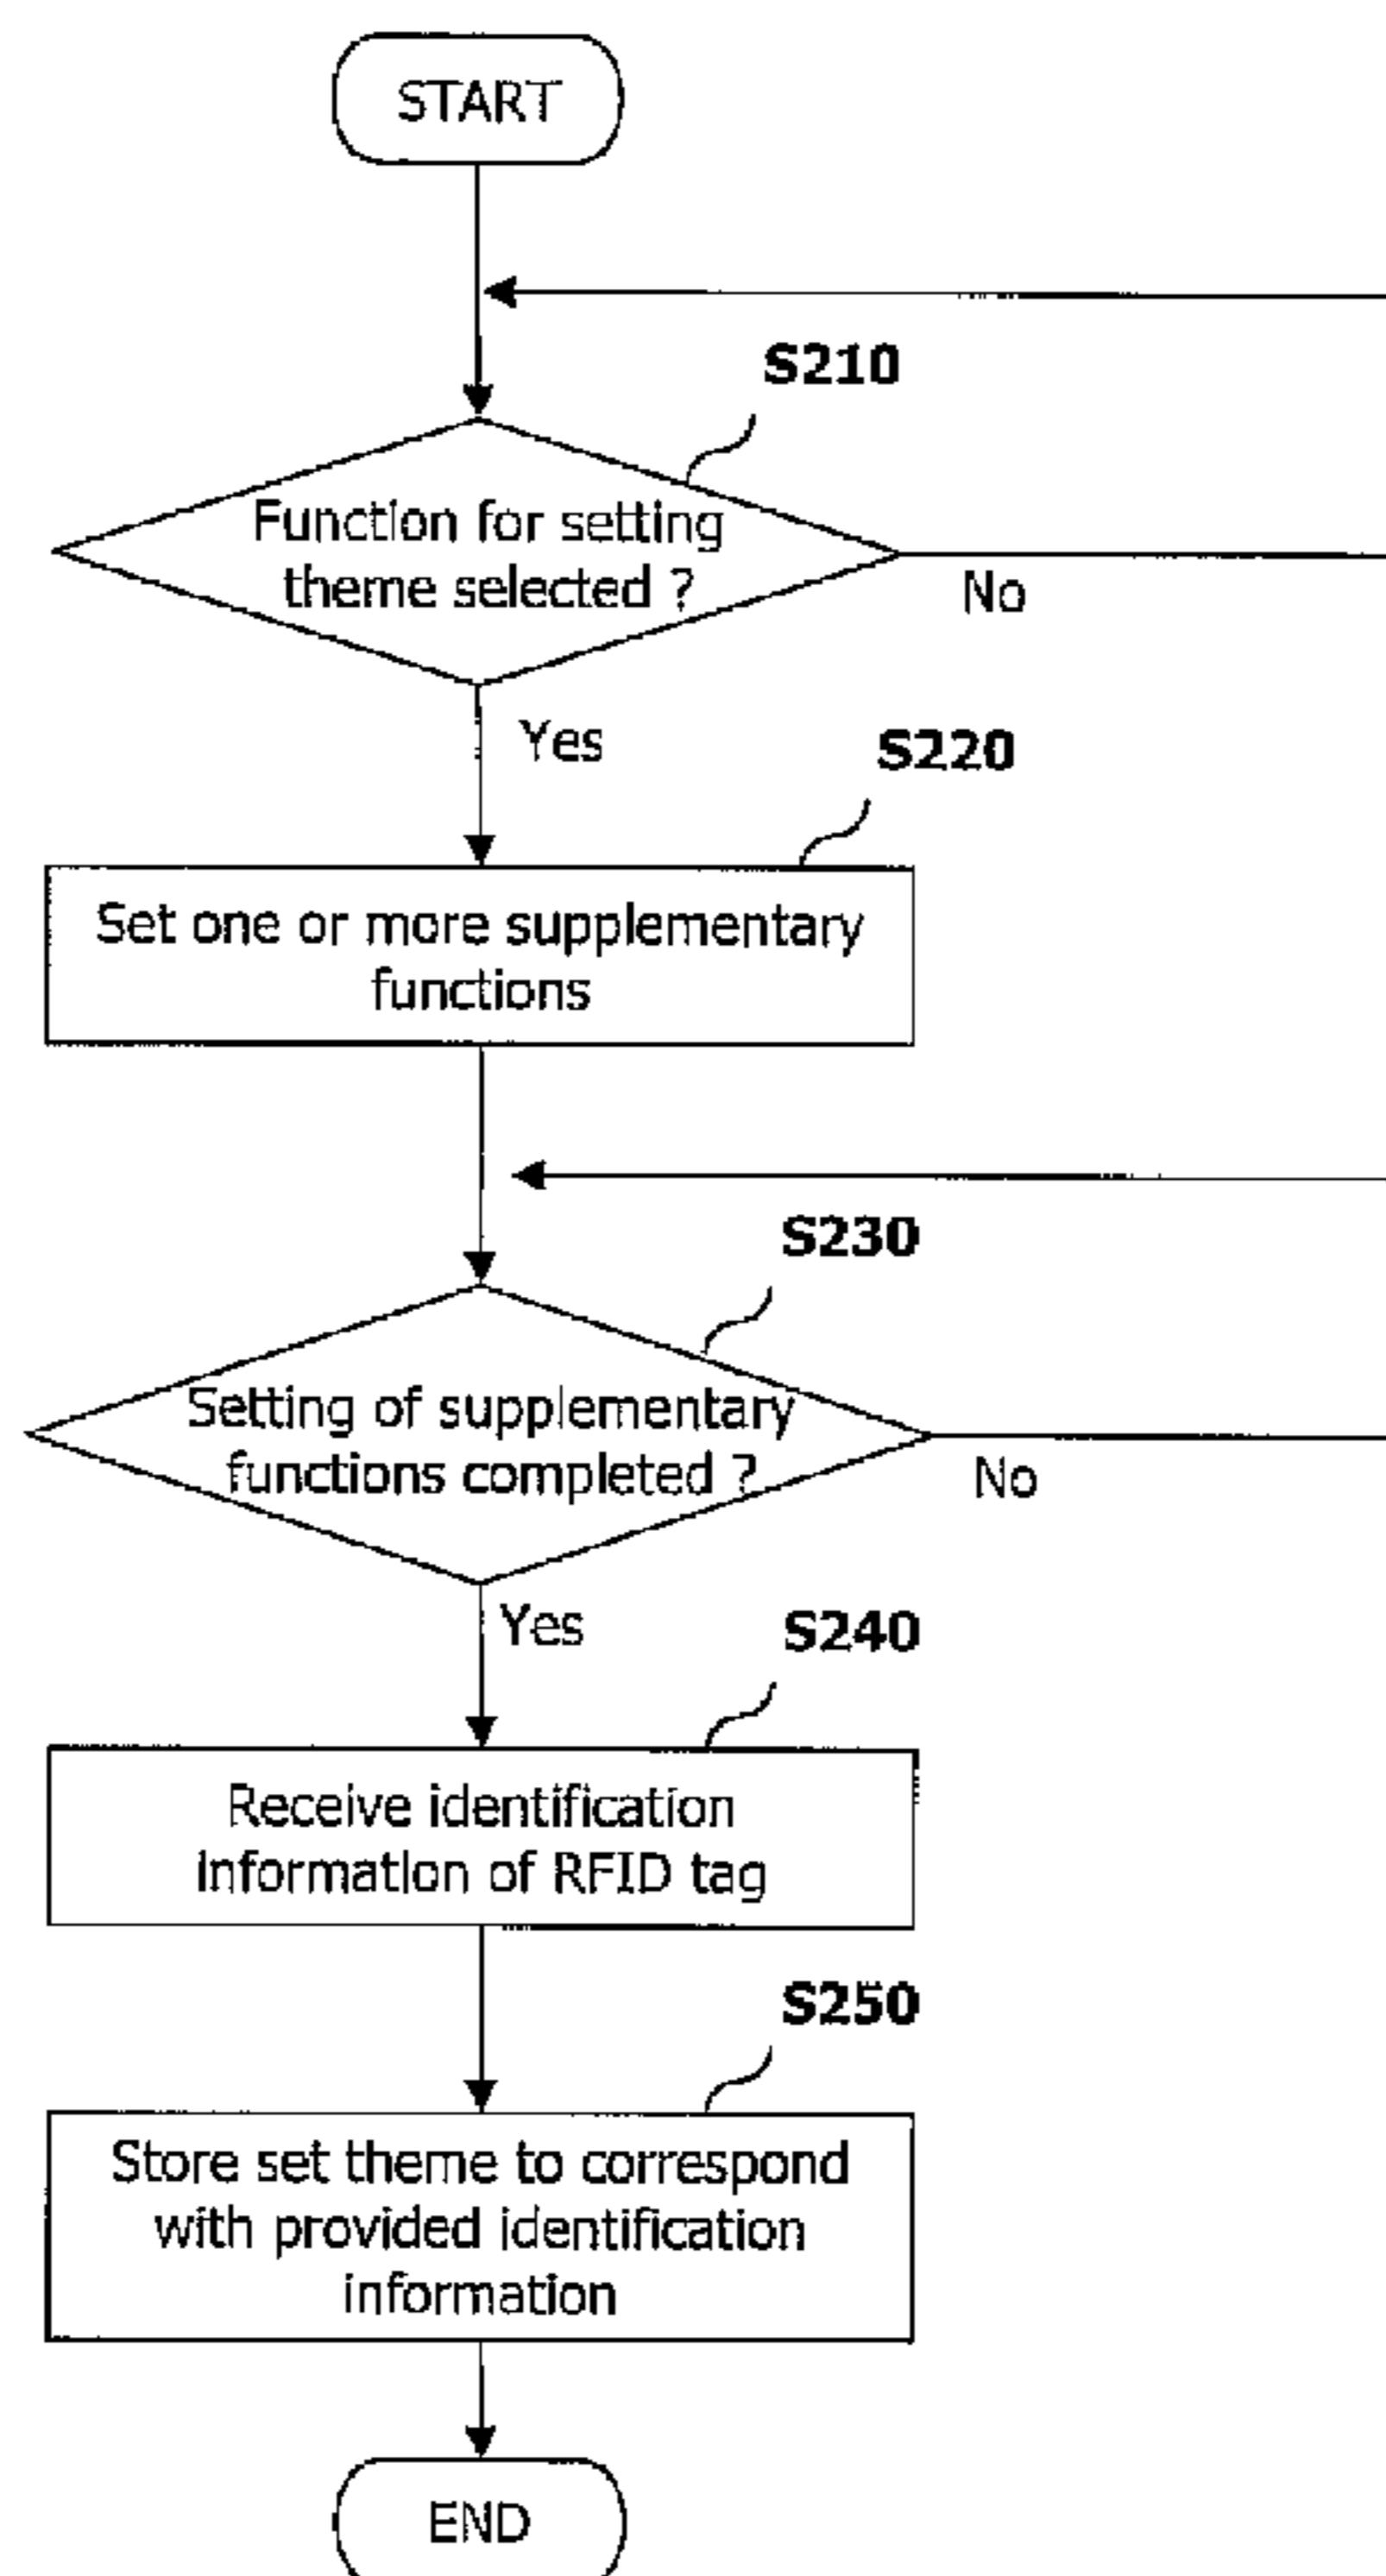 START
S210
Function for setting
theme selected ?
No
Yes
S220
Set one or more supplementary
functions
S230
Setting of supplementary
functions completed ?
No
Yes
S240
Receive identification
information of RFID tag
S250
Store set theme to correspond
with provided identification
information
END